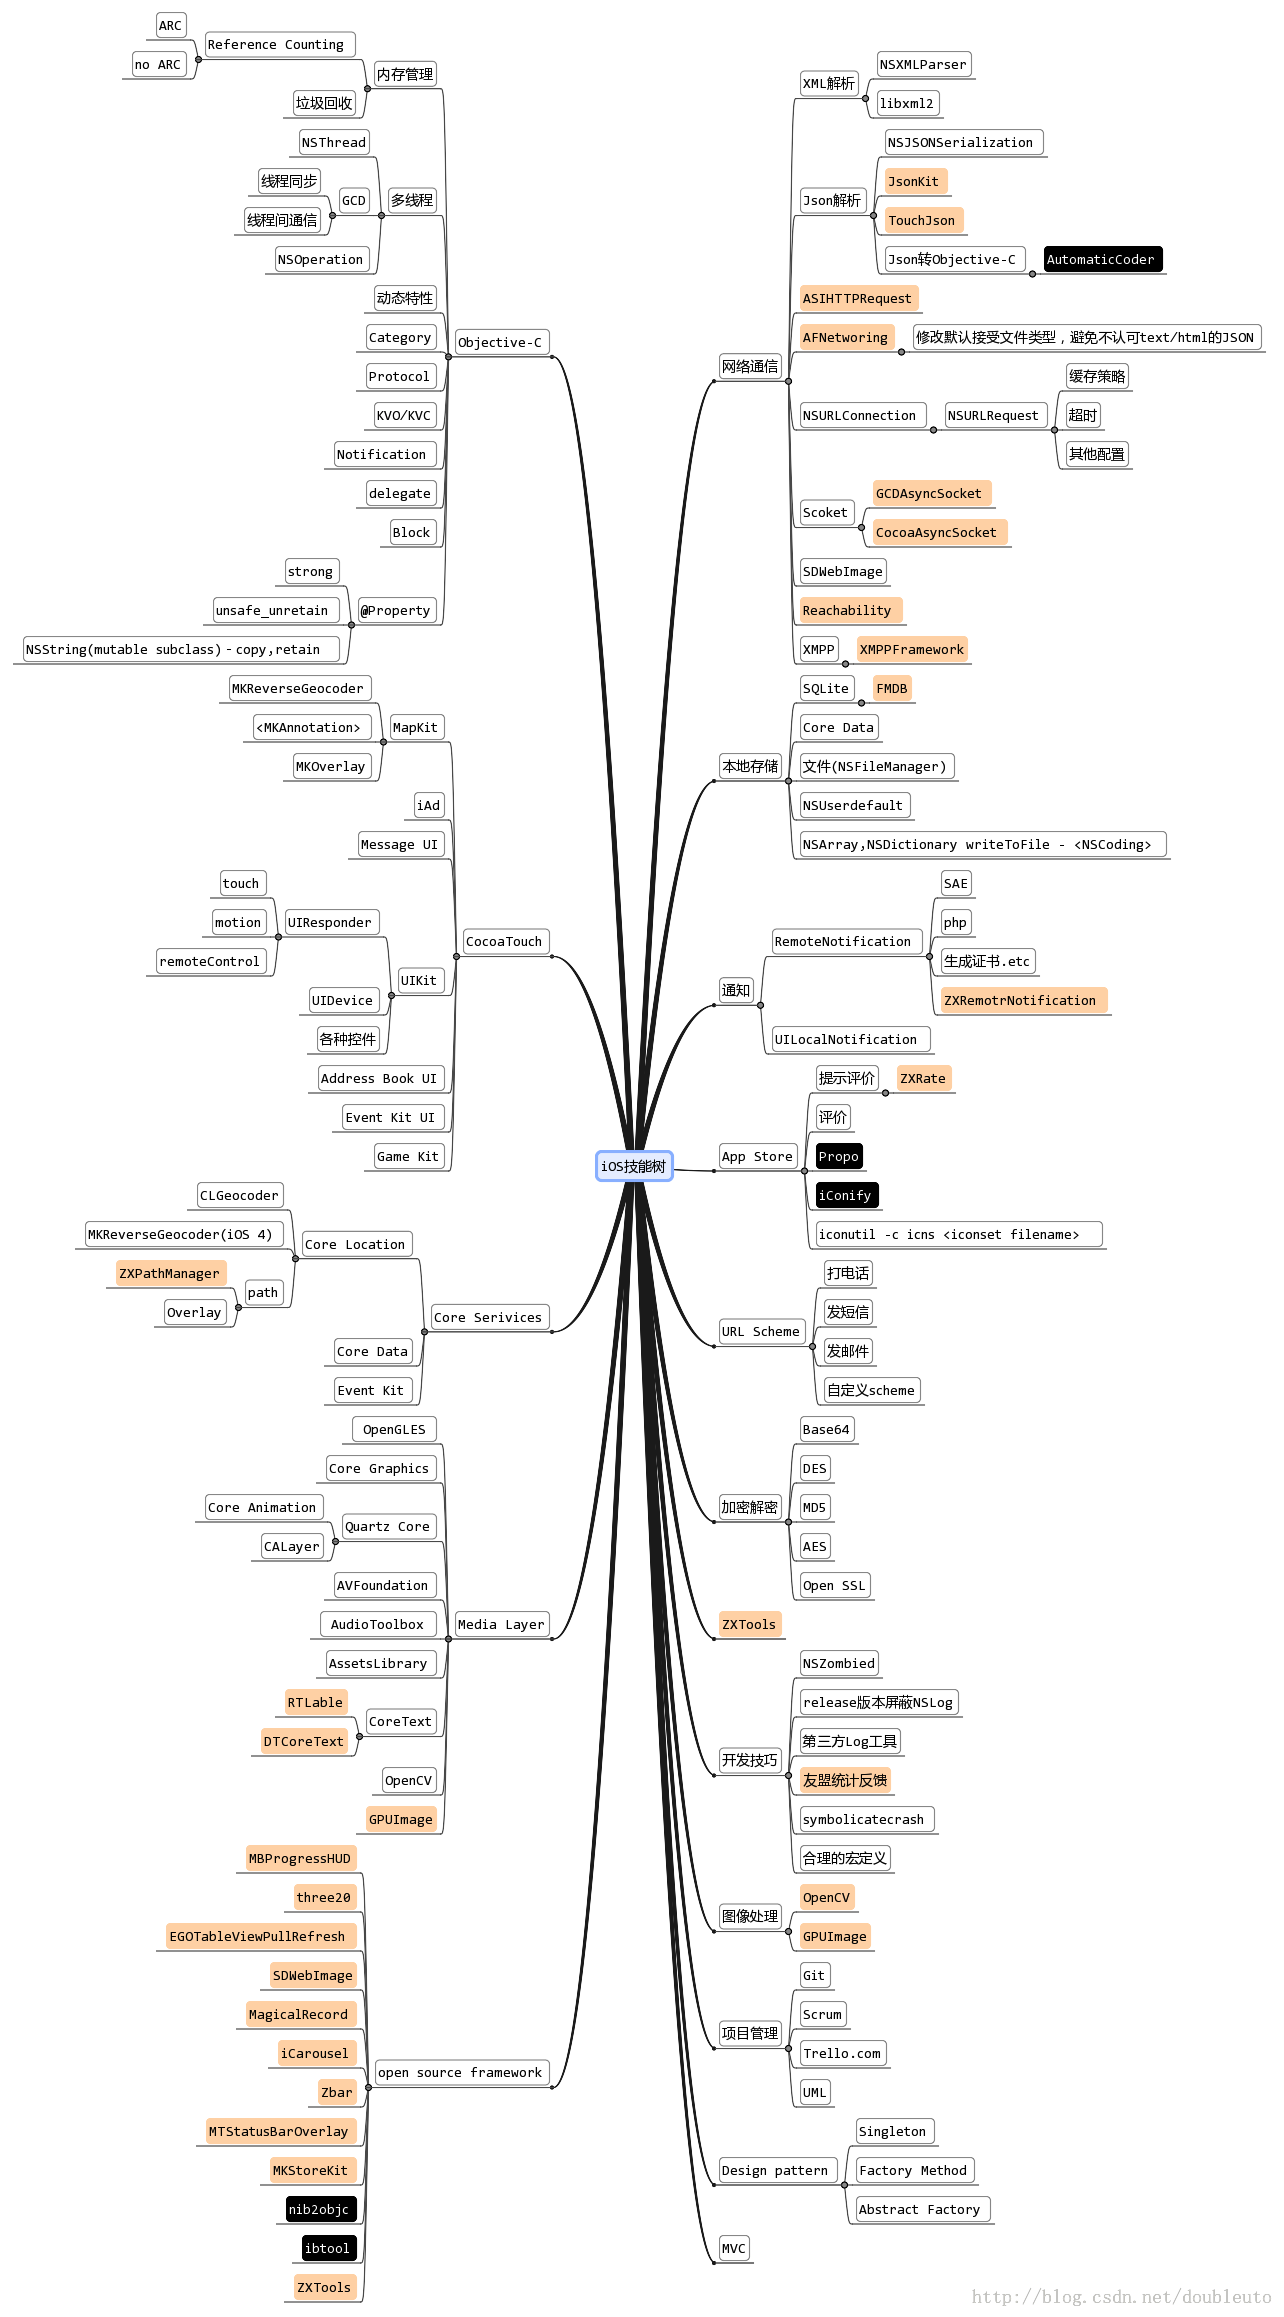 iOS技能树
Objective-C
内存管理
Reference Counting
ARC
no ARC
垃圾回收
多线程
NSThread
GCD
线程同步
线程间通信
NSOperation
动态特性
Category
Protocol
KVO/KVC
Notification
delegate
Block
@Property
strong
unsafe_unretain
NSString(mutable subclass)－copy,retain
CocoaTouch
MapKit
MKReverseGeocoder
<MKAnnotation>
MKOverlay
iAd
Message UI
UIKit
UIResponder
touch
motion
remoteControl
UIDevice
各种控件
Address Book UI
Event Kit UI
Game Kit
Core Serivices
Core Location
CLGeocoder
MKReverseGeocoder(iOS 4)
path
ZXPathManager
Overlay
Core Data
Event Kit
Media Layer
OpenGLES
Core Graphics
Quartz Core
Core Animation
CALayer
AVFoundation
AudioToolbox
AssetsLibrary
CoreText
RTLable
DTCoreText
OpenCV
GPUImage
open source framework
MBProgressHUD
three20
EGOTableViewPullRefresh
SDWebImage
MagicalRecord
iCarousel
Zbar
MTStatusBarOverlay
MKStoreKit
nib2objc
ibtool
ZXTools
网络通信
XML解析
NSXMLParser
libxml2
Json解析
NSJSONSerialization
JsonKit
TouchJson
Json转Objective-C
AutomaticCoder
ASIHTTPRequest
AFNetworing
修改默认接受文件类型，避免不认可text/html的JSON
NSURLConnection
NSURLRequest
缓存策略
超时
其他配置
Scoket
GCDAsyncSocket
CocoaAsyncSocket
SDWebImage
Reachability
XMPP
XMPPFramework
本地存储
SQLite
FMDB
Core Data
文件(NSFileManager)
NSUserdefault
NSArray,NSDictionary writeToFile - <NSCoding>
通知
RemoteNotification
SAE
php
生成证书.etc
ZXRemotrNotification
UILocalNotification
App Store
提示评价
ZXRate
评价
Propo
iConify
iconutil -c icns <iconset filename>
URL Scheme
打电话
发短信
发邮件
自定义scheme
加密解密
Base64
DES
MD5
AES
Open SSL
ZXTools
开发技巧
NSZombied
release版本屏蔽NSLog
第三方Log工具
友盟统计反馈
symbolicatecrash
合理的宏定义
图像处理
OpenCV
GPUImage
项目管理
Git
Scrum
Trello.com
UML
Design pattern
Singleton
Factory Method
Abstract Factory
MVC
http://blog.csdn.net/doubleuto